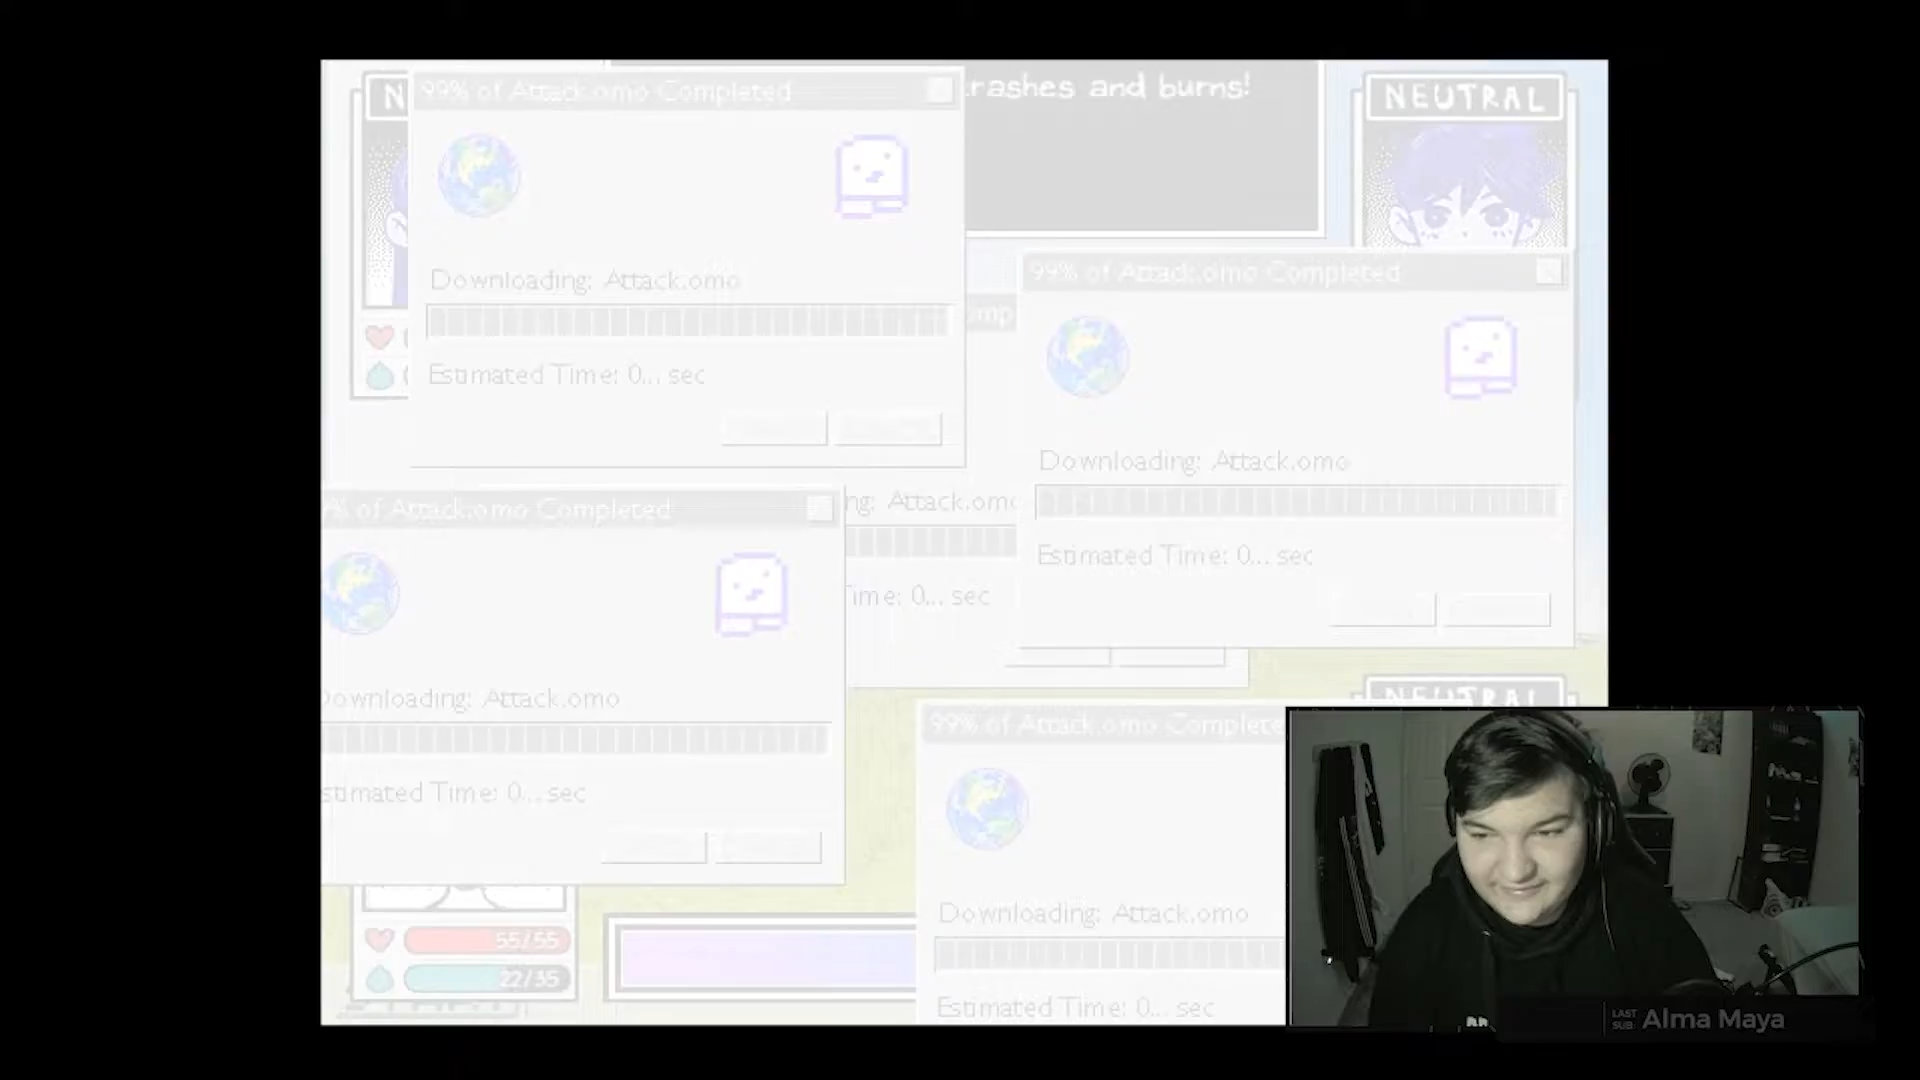 99% of Attack.omo Completed
rashes and burns!
NEUTRAL
N
Downloading: Attack.omo
Estimated Time: 0... sec
99% of Attack.omo Completed
omp
Downloading: Attack.omo
Estimated Time: 0... sec
% of Attack.omo Completed
ng: Attack.omo
Time: 0... sec
Downloading: Attack.omo
stimated Time: 0... sec
NEUTRAL
99% of Attack.omo Complete
Downloading: Attack.omo
Estimated Time: 0... sec
55/55
22/35
LAST SUB: Alma Maya